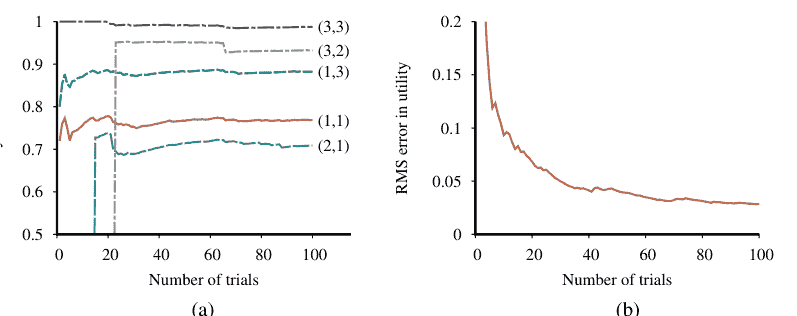 1
0.9
0.8
0.7
0.6
0.5
0 20 40 60 80 100
Number of trials
(3,3)
(3,2)
(1,3)
(1,1)
(2,1)
(a)
RMS error in utility
0.2
0.15
0.1
0.05
0
0 20 40 60 80 100
Number of trials
(b)